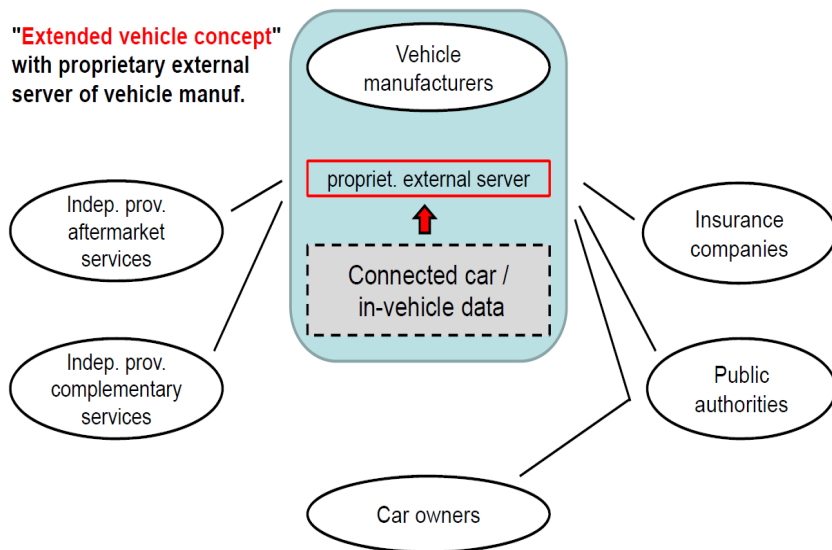 "Extended vehicle concept"
with proprietary external
server of vehicle manuf.
Vehicle
manufacturers
propriet. external server
Connected car /
in-vehicle data
Indep. prov.
aftermarket
services
Insurance
companies
Indep. prov.
complementary
services
Public
authorities
Car owners